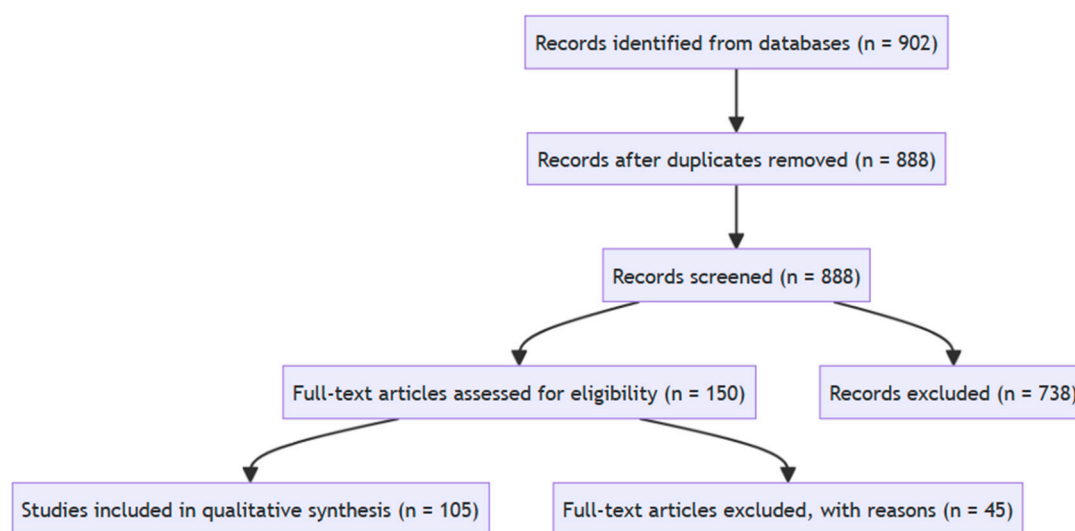 Records identified from databases (n = 902)
Records after duplicates removed (n = 888)
Records screened (n = 888)
Full-text articles assessed for eligibility (n = 150)
Records excluded (n = 738)
Studies included in qualitative synthesis (n = 105)
Full-text articles excluded, with reasons (n = 45)